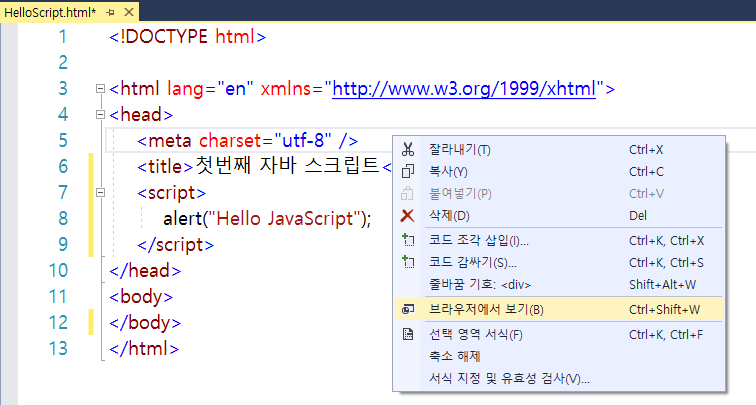 HelloScript.html*
1 <!DOCTYPE html>
2
3 <html lang="en" xmlns="http://www.w3.org/1999/xhtml">
4 <head>
5 <meta charset="utf-8" />
6 <title>첫번째 자바 스크립트<
7 <script>
8 alert("Hello JavaScript");
9 </script>
10 </head>
11 <body>
12 </body>
13 </html>
잘라내기(T) Ctrl+X
복사(Y) Ctrl+C
붙여넣기(P) Ctrl+V
삭제(D) Del
코드 조각 삽입(I)... Ctrl+K, Ctrl+X
코드 감싸기(S)... Ctrl+K, Ctrl+S
줄바꿈 기호: <div> Shift+Alt+W
브라우저에서 보기(B) Ctrl+Shift+W
선택 영역 서식(F) Ctrl+K, Ctrl+F
축소 해제
서식 지정 및 유효성 검사(V)...